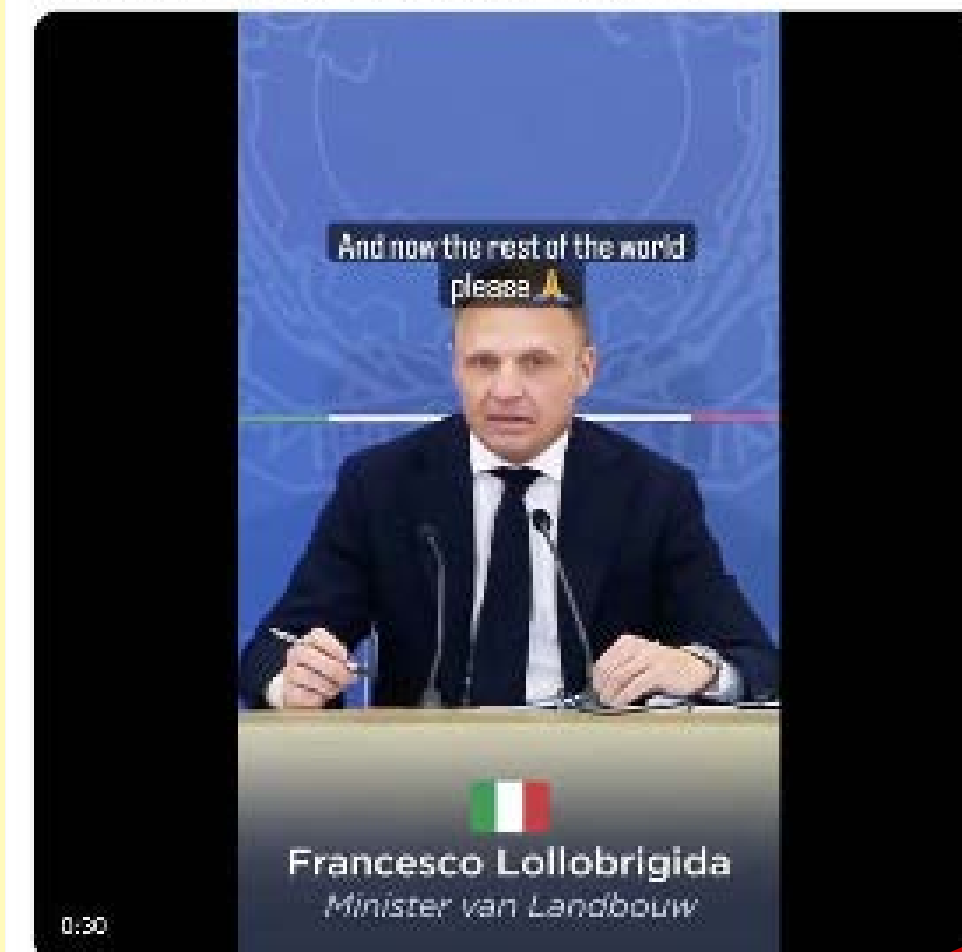 And now the rest of the world
please 🙏
Francesco Lollobrigida
Minister van Landbouw
0:30